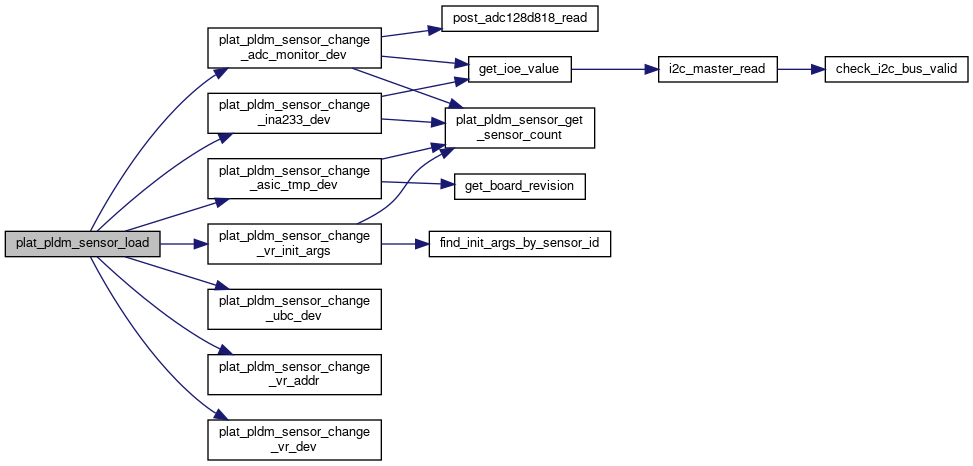 plat_pldm_sensor_load
plat_pldm_sensor_change
_adc_monitor_dev
plat_pldm_sensor_change
_ina233_dev
plat_pldm_sensor_change
_asic_tmp_dev
plat_pldm_sensor_change
_vr_init_args
plat_pldm_sensor_change
_ubc_dev
plat_pldm_sensor_change
_vr_addr
plat_pldm_sensor_change
_vr_dev
post_adc128d818_read
get_ioe_value
plat_pldm_sensor_get
_sensor_count
get_board_revision
find_init_args_by_sensor_id
i2c_master_read
check_i2c_bus_valid